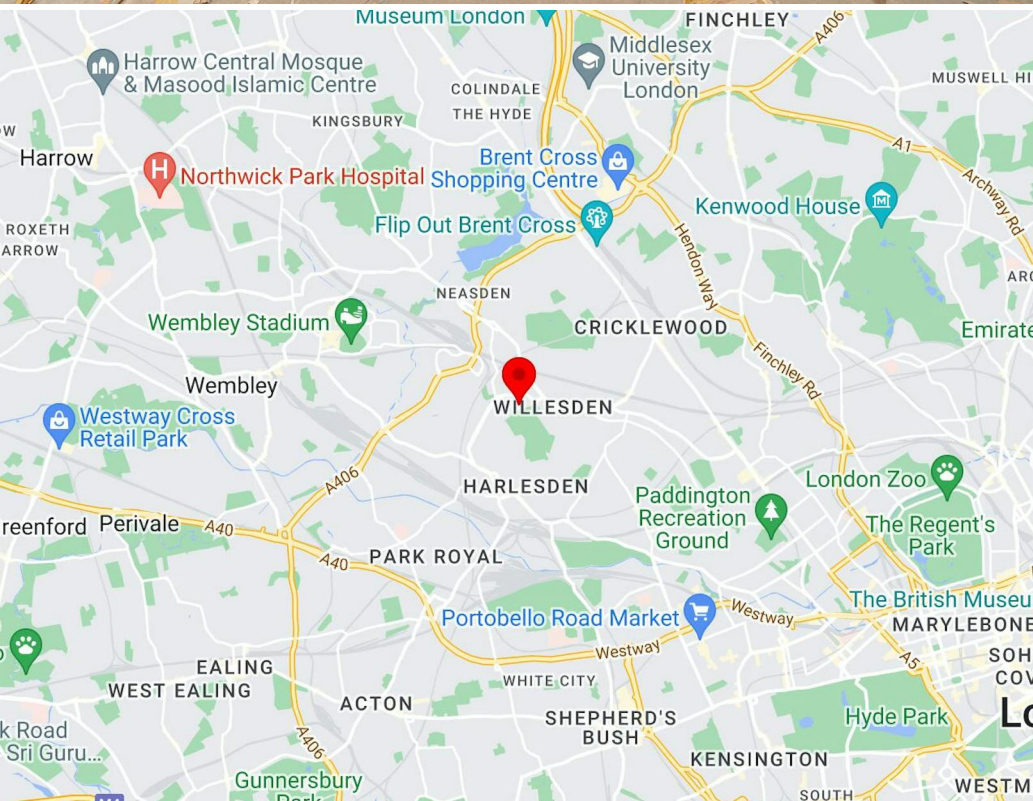 Museum London
FINCHLEY
A406
Harrow Central Mosque
& Masood Islamic Centre
Middlesex
University
London
COLINDALE
THE HYDE
MUSWELL HI
KINGSBURY
OW
Harrow
A1
Brent Cross
Shopping Centre
Northwick Park Hospital
H
Archway Rd
Kenwood House
M
Flip Out Brent Cross
ROXETH
ARROW
Hendon Way
ARC
NEASDEN
Wembley Stadium
CRICKLEWOOD
Emirate
Finchley Rd
Wembley
WILLESDEN
Westway Cross
Retail Park
A406
HARLESDEN
London Zoo
Paddington
Recreation
Ground
reenford
Perivale
A40
The Regent's
Park
A40
PARK ROYAL
The British Museu
Portobello Road Market
Westway
MARYLEBONE
Westway
A5
SOH
COV
EALING
WEST EALING
WHITE CITY
ACTON
SHEPHERD'S
BUSH
Hyde Park
Lo
k Road
Sri Guru...
A406
KENSINGTON
Gunnersbury
Park
SOUTH
WESTM